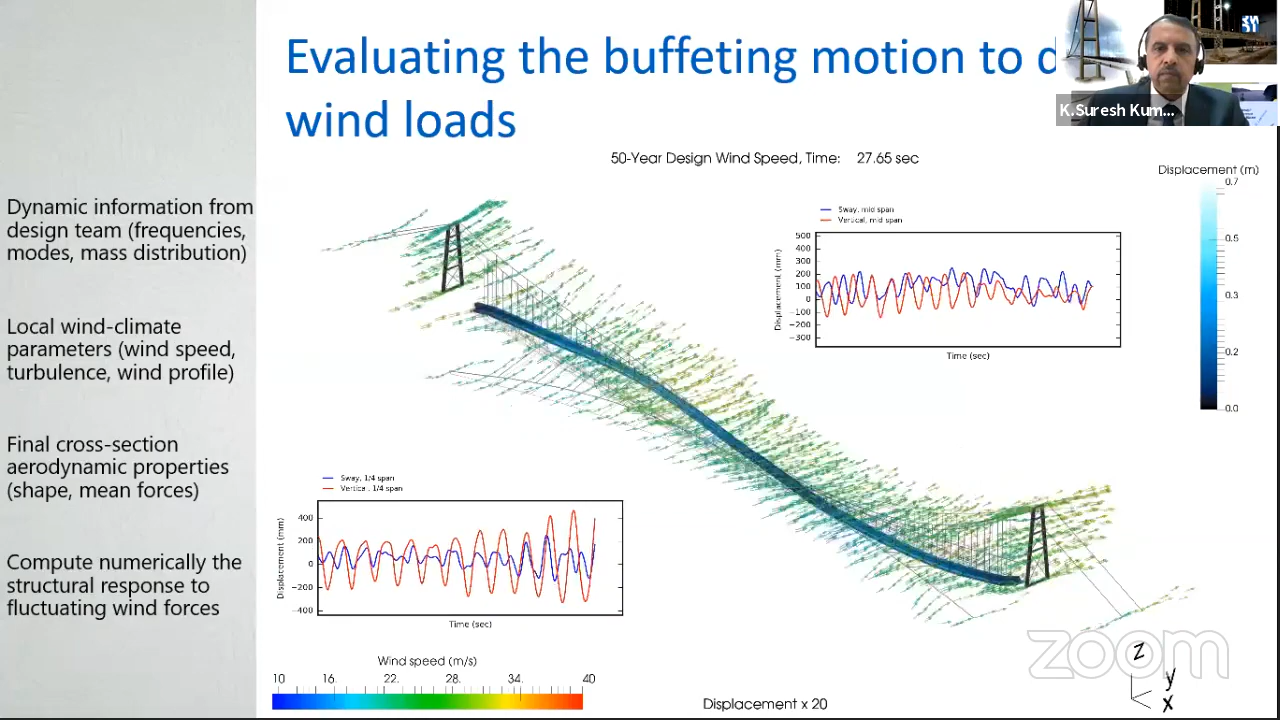 Evaluating the buffeting motion to d
wind loads
K.Suresh Kum...
50-Year Design Wind Speed, Time: 27.65 sec
Dynamic information from
design team (frequencies,
modes, mass distribution)
Local wind-climate
parameters (wind speed,
turbulence, wind profile)
Final cross-section
aerodynamic properties
(shape, mean forces)
Compute numerically the
structural response to
fluctuating wind forces
Displacement (m)
0.7
0.5
0.3
0.2
0.0
Sway, mid span
Vertical, mid span
500
400
300
200
100
0
−100
−200
−300
Displacement (mm)
Time (sec)
Sway, 1/4 span
Vertical, 1/4 span
400
200
0
−200
−400
Displacement (mm)
Time (sec)
Wind speed (m/s)
10 16. 22. 28. 34. 40
Displacement x 20
zoom
z
y
x